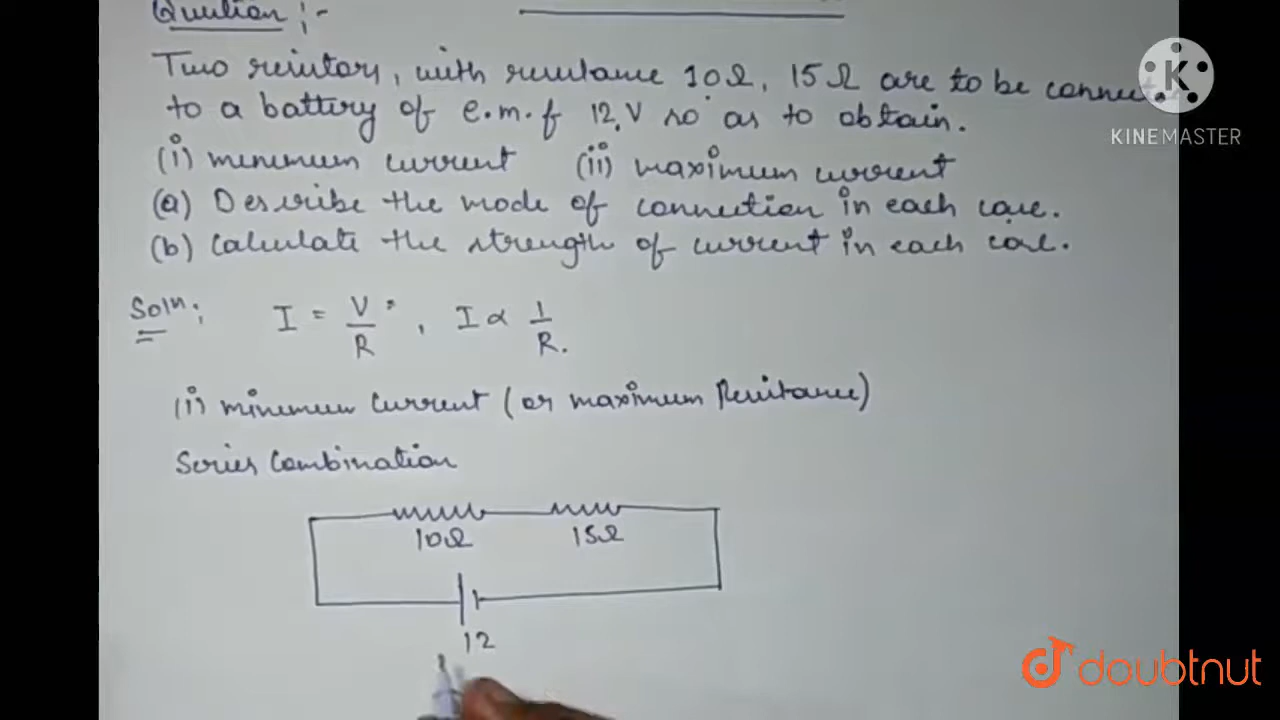 Question :-
Two resistors, with resistance 10Ω, 15Ω are to be connect
to a battery of e.m.f 12 V so as to obtain.
(i) minimum current (ii) maximum current
(a) Describe the mode of connection in each case.
(b) Calculate the strength of current in each case.
Soln: I = V/R, I ∝ 1/R.
(i) minimum current (or maximum Resistance)
Series Combination
10Ω 15Ω
12
K
KINEMASTER
doubtnut